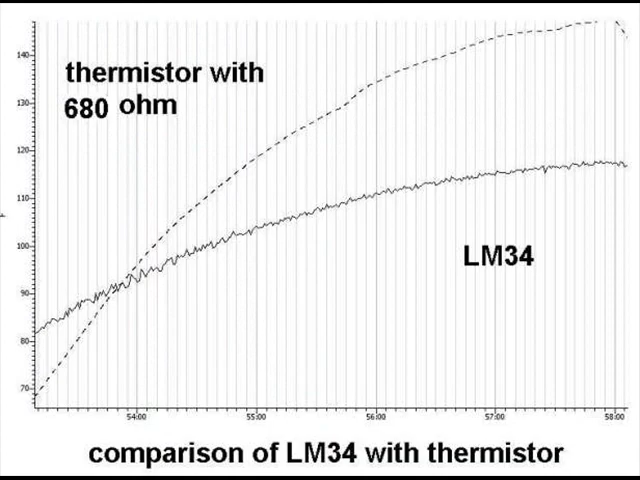 140
thermistor with
680 ohm
130
120
110
F
100
LM34
90
80
70
54:00 55:00 56:00 57:00 58:00
comparison of LM34 with thermistor